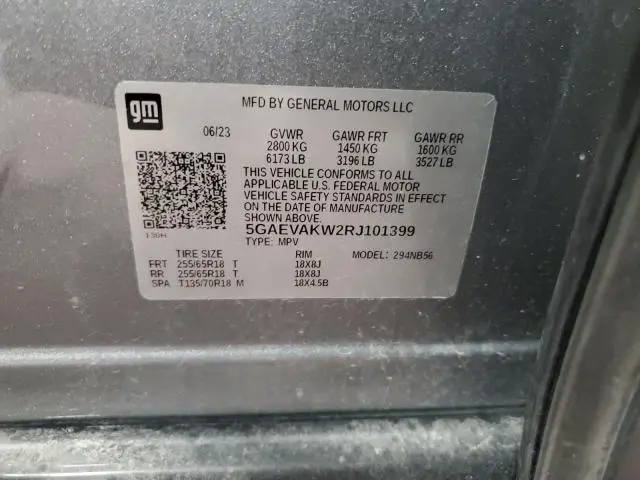 gm
MFD BY GENERAL MOTORS LLC
06/23 GVWR GAWR FRT GAWR RR
2800 KG 1450 KG 1600 KG
6173 LB 3196 LB 3527 LB
THIS VEHICLE CONFORMS TO ALL
APPLICABLE U.S. FEDERAL MOTOR
VEHICLE SAFETY STANDARDS IN EFFECT
ON THE DATE OF MANUFACTURE
SHOWN ABOVE.
5GAEVAKW2RJ101399
TYPE: MPV
TIRE SIZE RIM MODEL: 294NB56
FRT 255/65R18 T 18X8J
RR 255/65R18 T 18X8J
SPA T135/70R18 M 18X4.5B